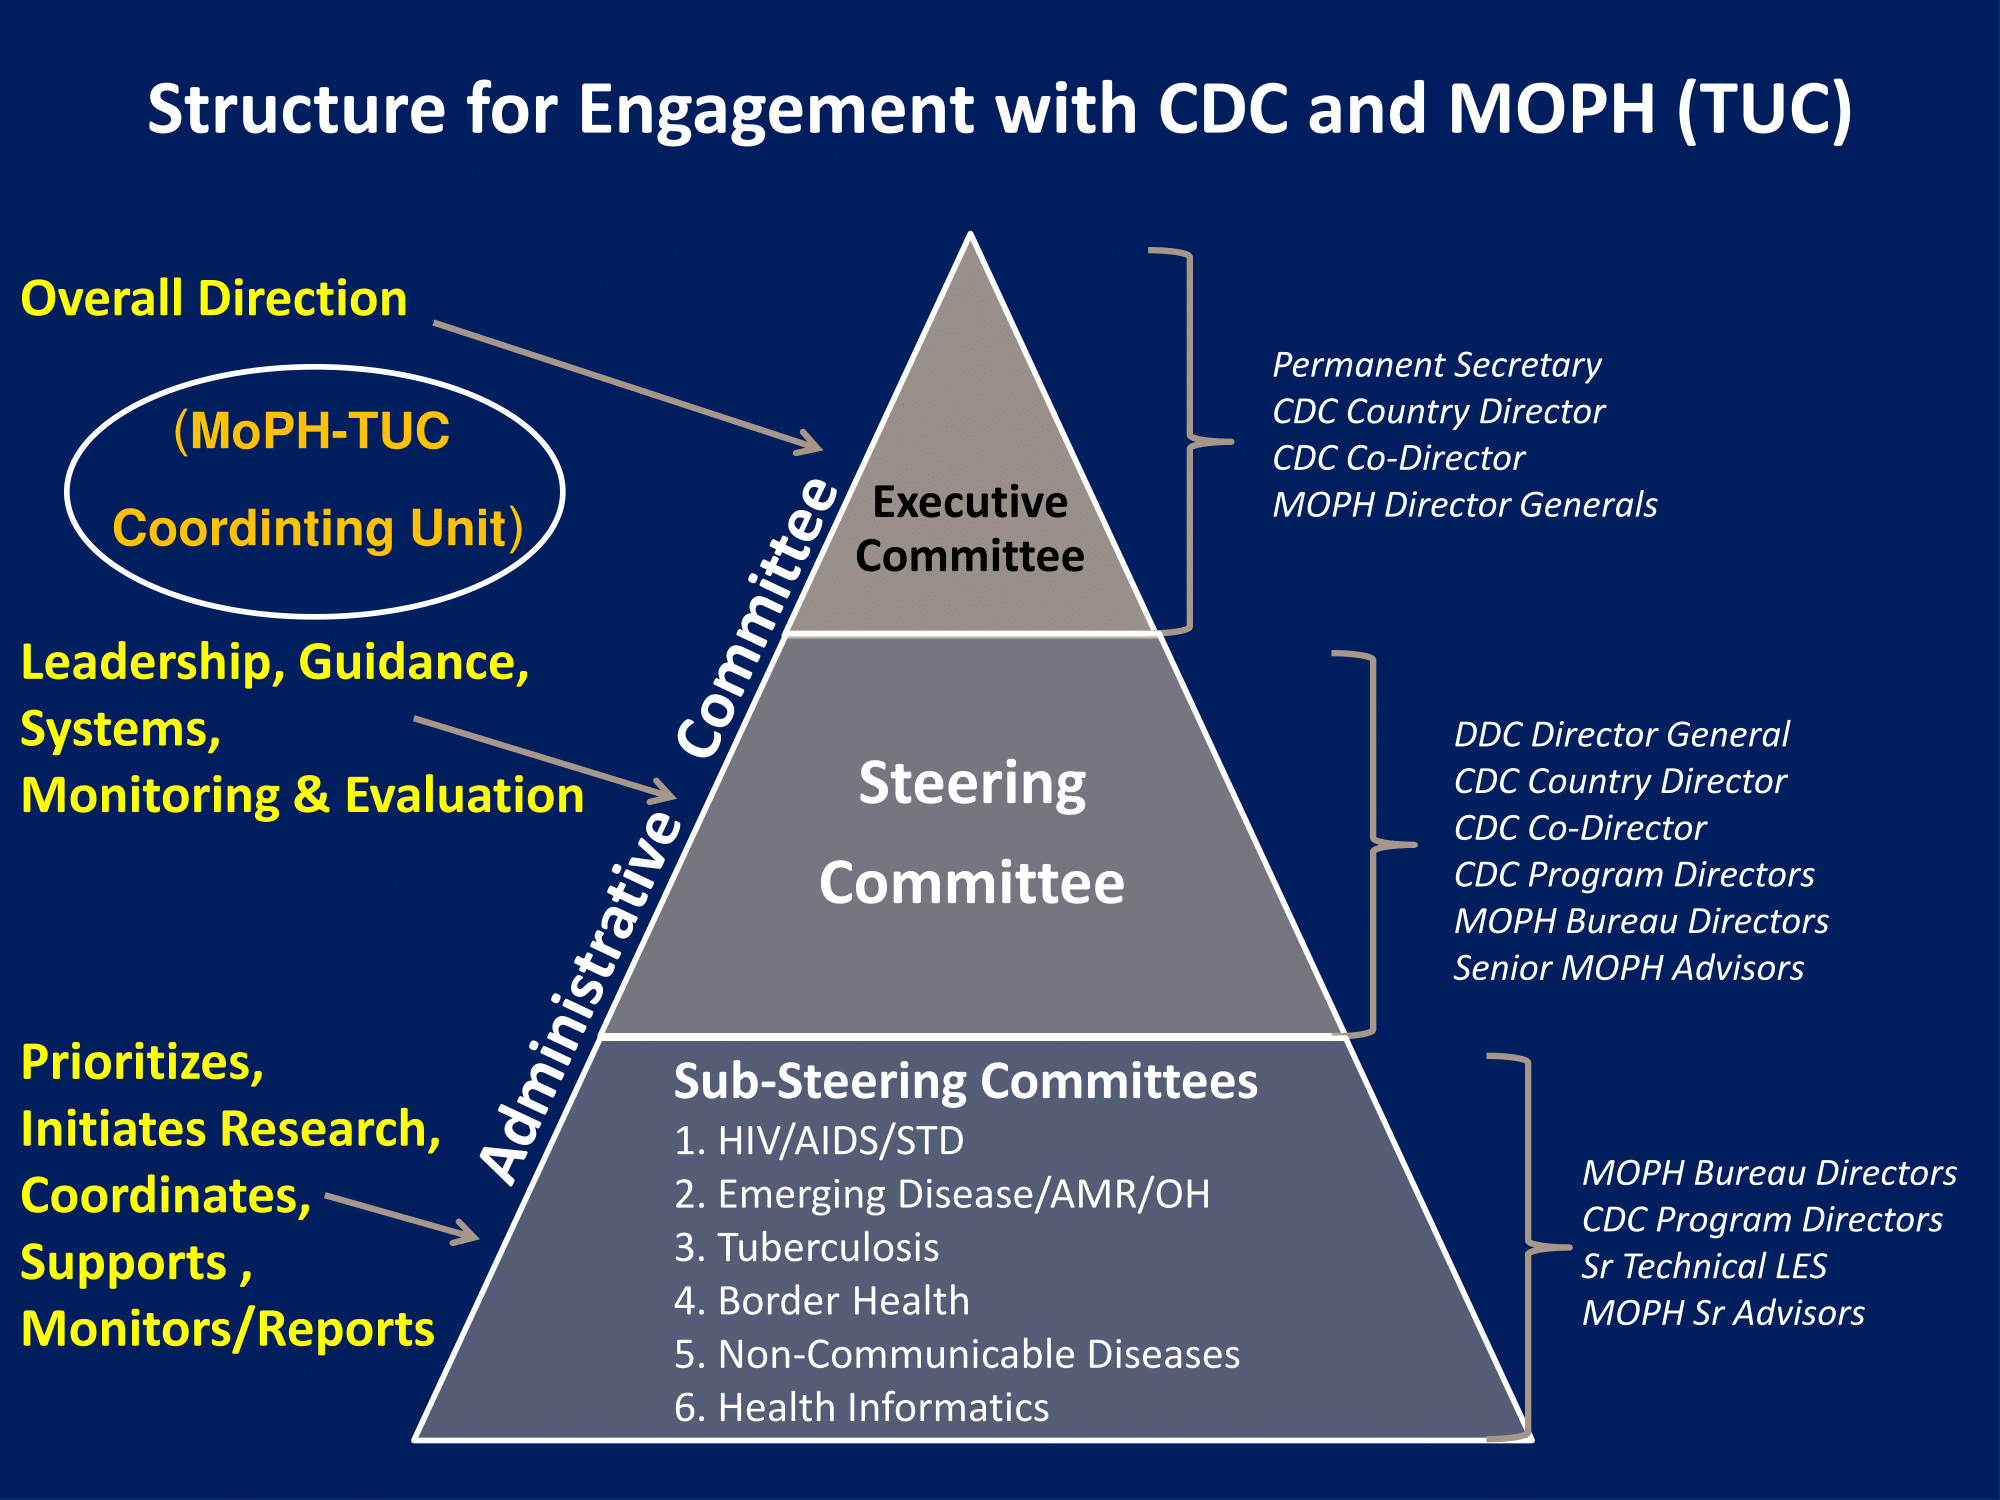 Structure for Engagement with CDC and MOPH (TUC)
Overall Direction
(MoPH-TUC
Coordinting Unit)
Leadership, Guidance,
Systems,
Monitoring & Evaluation
Prioritizes,
Initiates Research,
Coordinates,
Supports ,
Monitors/Reports
Administrative Committee
Executive
Committee
Steering
Committee
Sub-Steering Committees
1. HIV/AIDS/STD
2. Emerging Disease/AMR/OH
3. Tuberculosis
4. Border Health
5. Non-Communicable Diseases
6. Health Informatics
Permanent Secretary
CDC Country Director
CDC Co-Director
MOPH Director Generals
DDC Director General
CDC Country Director
CDC Co-Director
CDC Program Directors
MOPH Bureau Directors
Senior MOPH Advisors
MOPH Bureau Directors
CDC Program Directors
Sr Technical LES
MOPH Sr Advisors